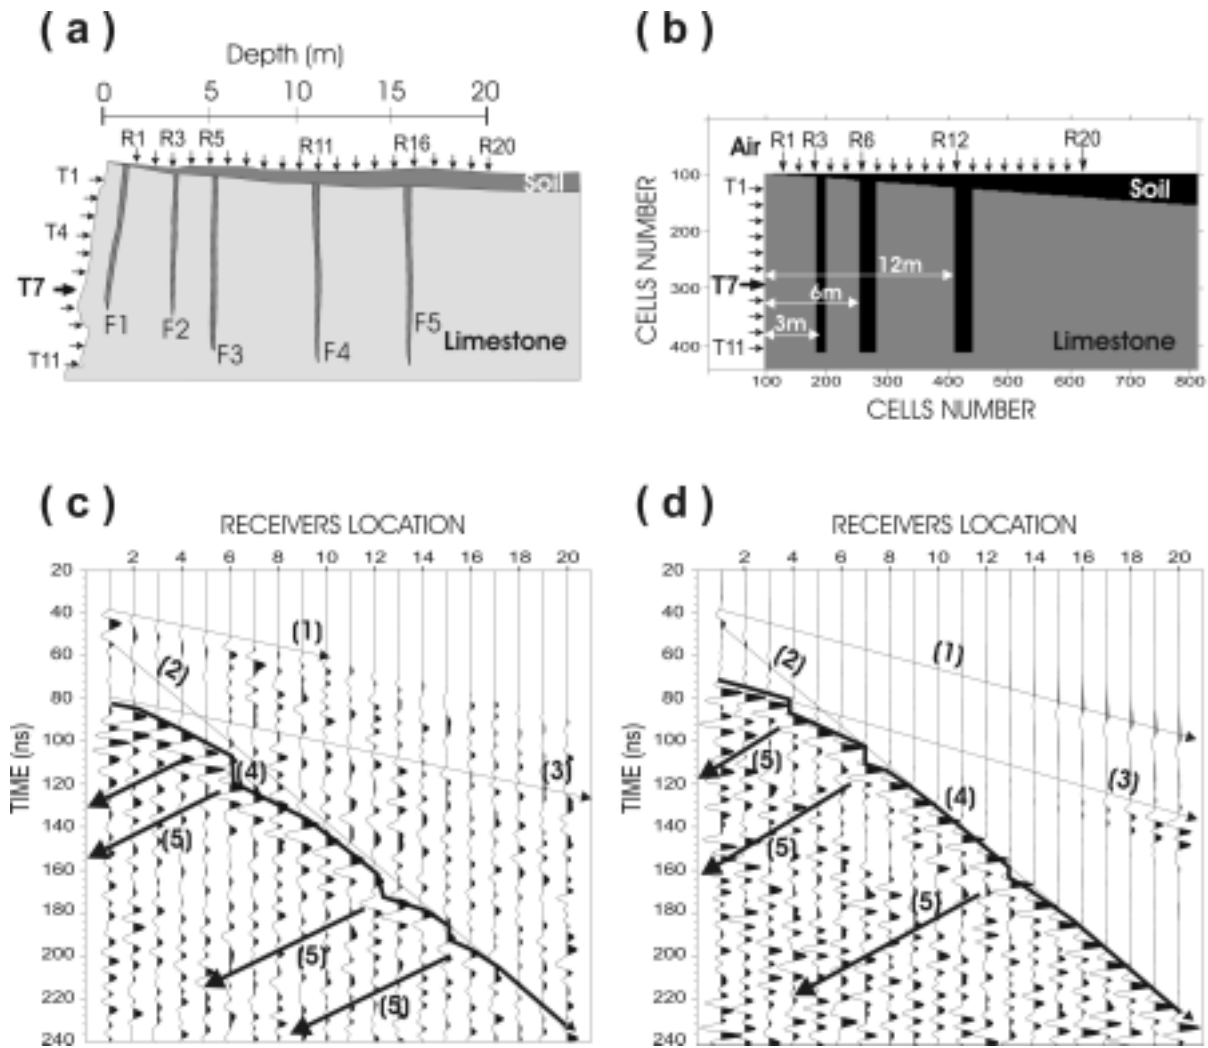 ( a )
Depth (m)
0 5 10 15 20
R1 R3 R5 R11 R16 R20
T1
T4
T7
T11
Soil
F1 F2 F3 F4 F5
Limestone
( b )
Air
R1 R3 R6 R12 R20
CELLS NUMBER
100
200
300
400
T1
T7
T11
Soil
12m
6m
3m
Limestone
100 200 300 400 500 600 700 800
CELLS NUMBER
( c )
RECEIVERS LOCATION
2 4 6 8 10 12 14 16 18 20
TIME (ns)
20
40
60
80
100
120
140
160
180
200
220
240
(1)
(2)
(3)
(4)
(5)
(5)
(5)
( d )
RECEIVERS LOCATION
2 4 6 8 10 12 14 16 18 20
TIME (ns)
20
40
60
80
100
120
140
160
180
200
220
240
(1)
(2)
(3)
(4)
(5)
(5)
(5)